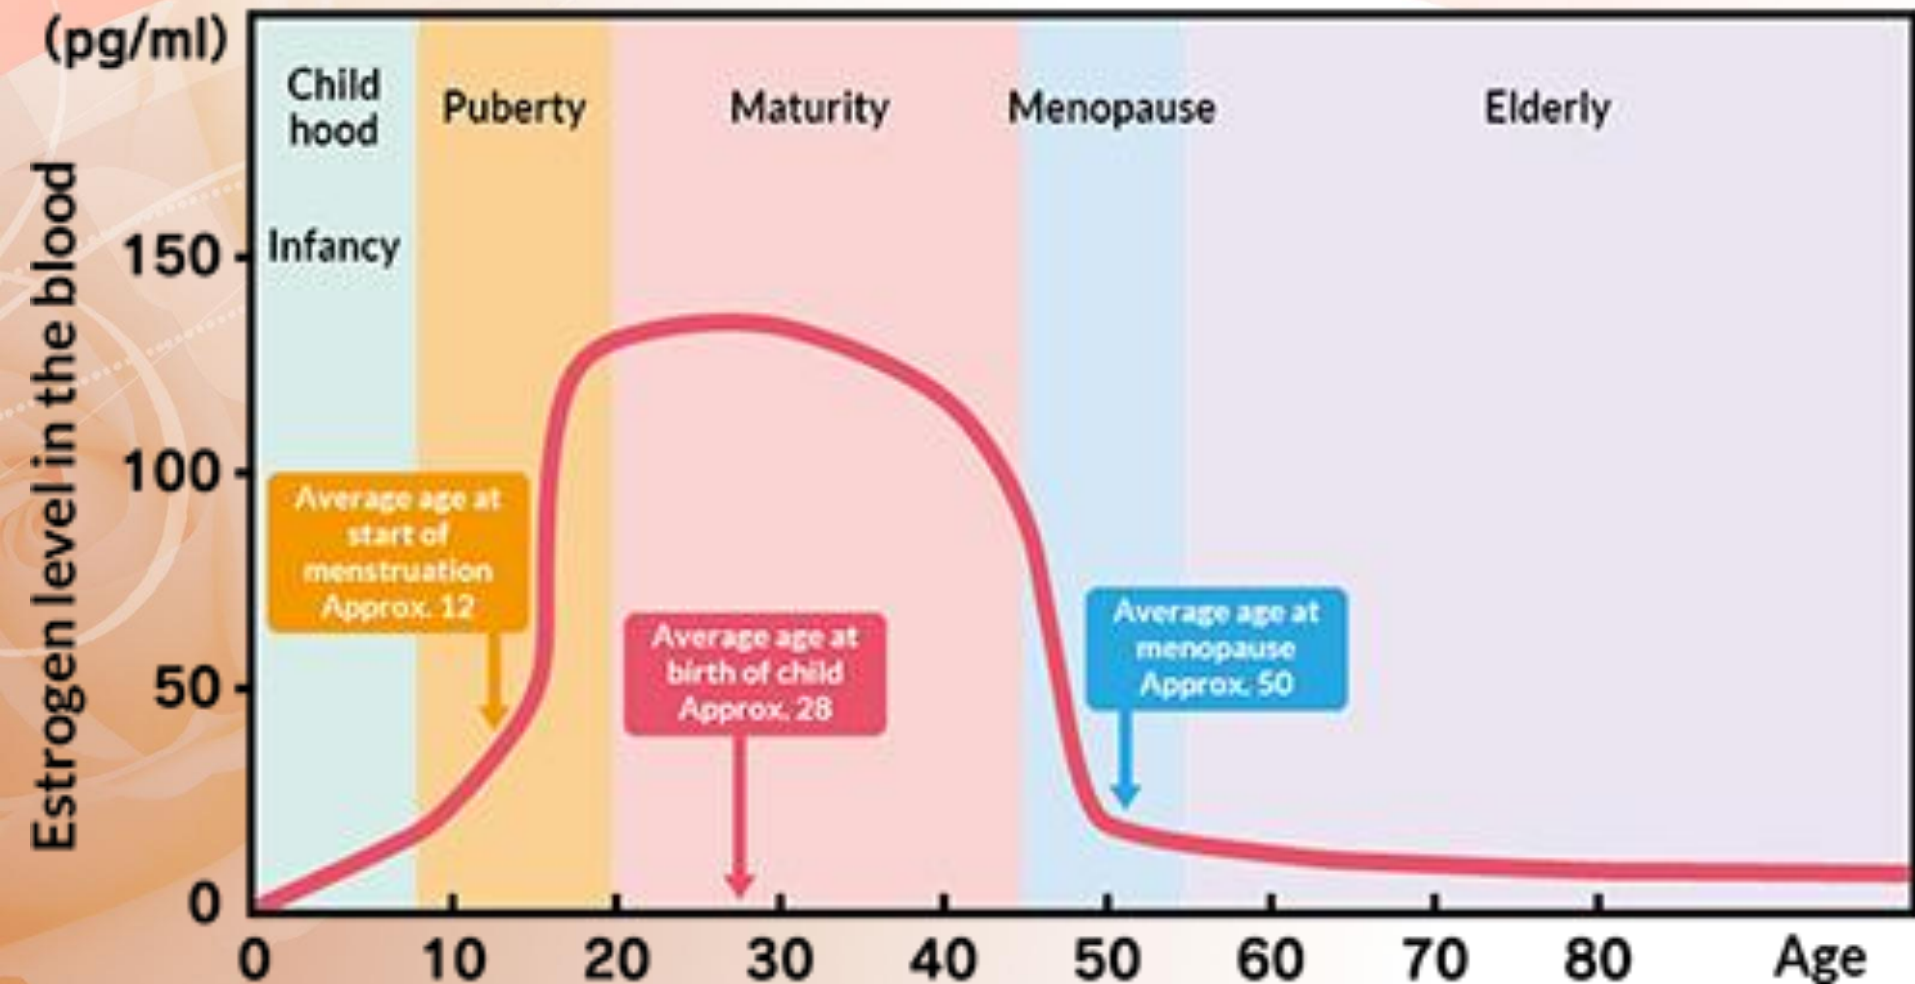 (pg/ml)
Estrogen level in the blood
150
100
50
0
Child
hood
Infancy
Puberty
Maturity
Menopause
Elderly
Average age at
start of
menstruation
Approx. 12
Average age at
birth of child
Approx. 28
Average age at
menopause
Approx. 50
0 10 20 30 40 50 60 70 80 Age